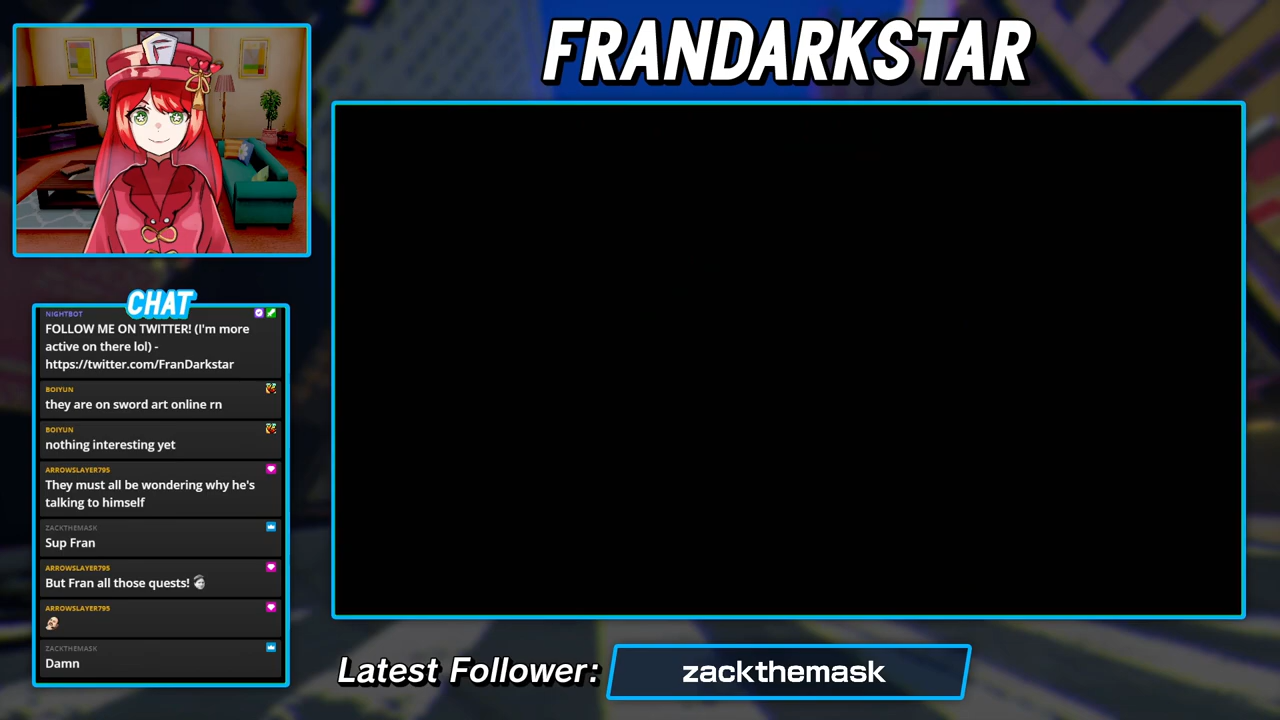 FRANDARKSTAR
F
CHAT
NIGHTBOT
FOLLOW ME ON TWITTER! (I'm more
active on there lol) -
https://twitter.com/FranDarkstar
BOIYUN
they are on sword art online rn
BOIYUN
nothing interesting yet
ARROWSLAYER795
They must all be wondering why he's
talking to himself
ZACKTHEMASK
Sup Fran
ARROWSLAYER795
But Fran all those quests!
ARROWSLAYER795
ZACKTHEMASK
Damn
Latest Follower: zackthemask